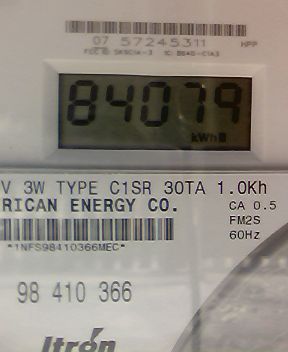 07 57245311 HPP
84079
kWh
V 3W TYPE C1SR 30TA 1.0Kh
RICAN ENERGY CO. CA 0.5
FM2S
*1NFS98410366MEC* 60Hz
98 410 366
Itron